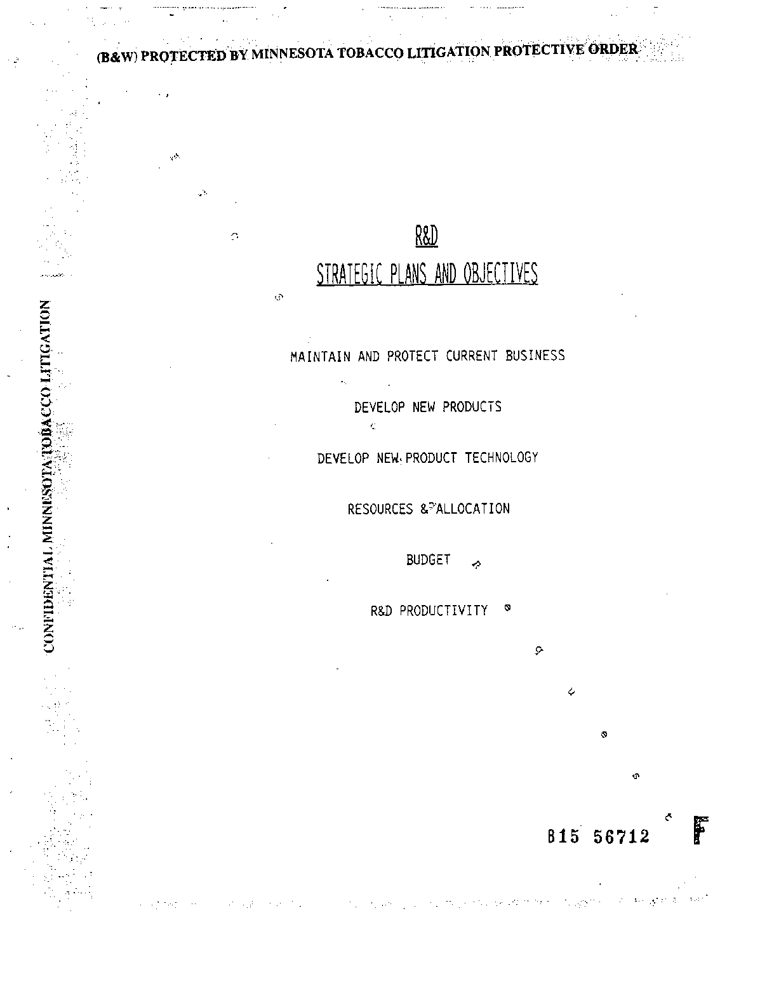 (B&W) PROTECTED BY MINNESOTA TOBACCO LITIGATION PROTECTIVE ORDER
R&D
STRATEGIC PLANS AND OBJECTIVES
MAINTAIN AND PROTECT CURRENT BUSINESS
DEVELOP NEW PRODUCTS
DEVELOP NEW PRODUCT TECHNOLOGY
RESOURCES & ALLOCATION
BUDGET
R&D PRODUCTIVITY
CONFIDENTIAL MINNESOTA TOBACCO LITIGATION
B15 56712 F